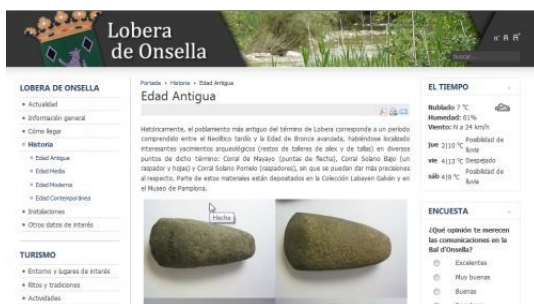 Lobera
de Onsella
A A A
buscar...
LOBERA DE ONSELLA
Actualidad
Información general
Cómo llegar
Historia
Edad Antigua
Edad Media
Edad Moderna
Edad Contemporánea
Instalaciones
Otros datos de interés
TURISMO
Entorno y lugares de interés
Ritos y tradiciones
Actividades
Portada Historia Edad Antigua
Edad Antigua
Históricamente, el poblamiento más antiguo del término de Lobera corresponde a un periodo
comprendido entre el Neolítico tardío y la Edad de Bronce avanzada, habiéndose localizado
interesantes yacimientos arqueológicos (restos de talleres de sílex y de tallas) en diversos
puntos de dicho término: Corral de Mayayo (puntas de flecha), Corral Solano Bajo (un
raspador y hojas) y Corral Solano Pomelo (raspadores), sin que se puedan dar más precisiones
al respecto. Parte de estos materiales están depositados en la Colección Labayen Galván y en
el Museo de Pamplona.
Hacha
EL TIEMPO
Nublado 7 °C
Humedad: 61%
Viento: N a 24 km/h
jue 2|10 °C Posibilidad de
lluvia
vie 4|13 °C Despejado
sáb 4|9 °C Posibilidad de
lluvia
ENCUESTA
¿Qué opinión te merecen
las comunicaciones en la
Bal d'Onsella?
Excelentes
Muy buenas
Buenas